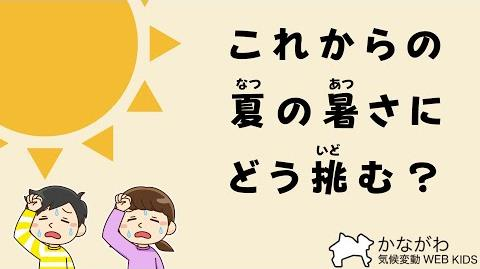 これからの
夏の暑さに
なつ あつ
どう挑む？
いど
かながわ
気候変動 WEB KIDS